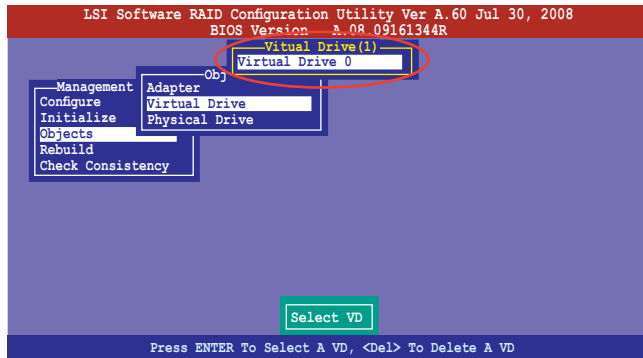 LSI Software RAID Configuration Utility Ver A.60 Jul 30, 2008
BIOS Version A.08.09161344R
Vitual Drive(1)
Virtual Drive 0
Obj
Adapter
Virtual Drive
Physical Drive
Management
Configure
Initialize
Objects
Rebuild
Check Consistency
Select VD
Press ENTER To Select A VD, <Del> To Delete A VD